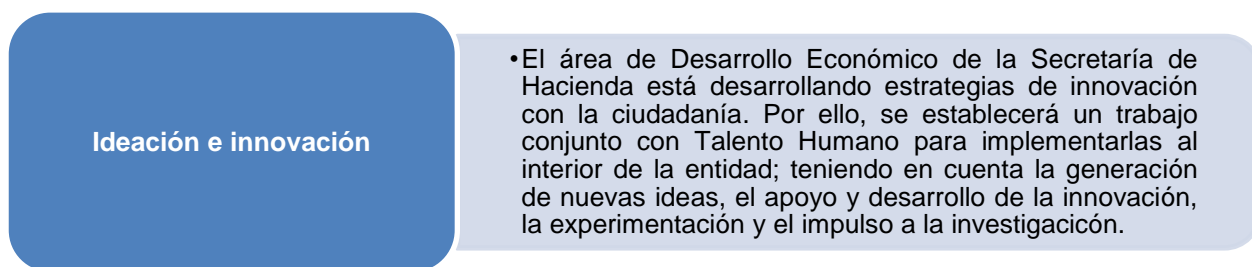 Ideación e innovación
•El área de Desarrollo Económico de la Secretaría de
Hacienda está desarrollando estrategias de innovación
con la ciudadanía. Por ello, se establecerá un trabajo
conjunto con Talento Humano para implementarlas al
interior de la entidad; teniendo en cuenta la generación
de nuevas ideas, el apoyo y desarrollo de la innovación,
la experimentación y el impulso a la investigacicón.